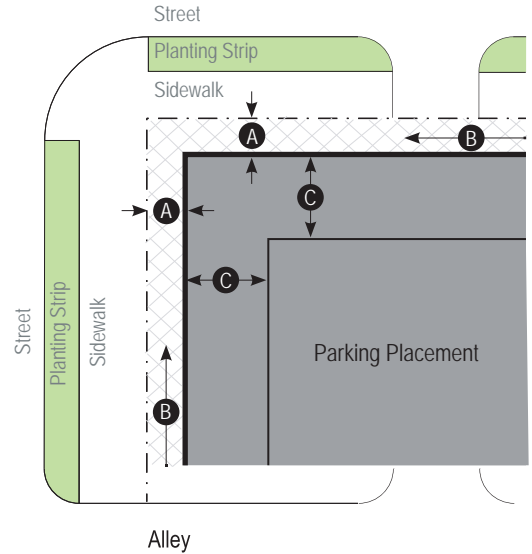 Street
Planting Strip
Sidewalk
A
B
A
C
C
Street
Planting Strip
Sidewalk
Parking Placement
B
Alley